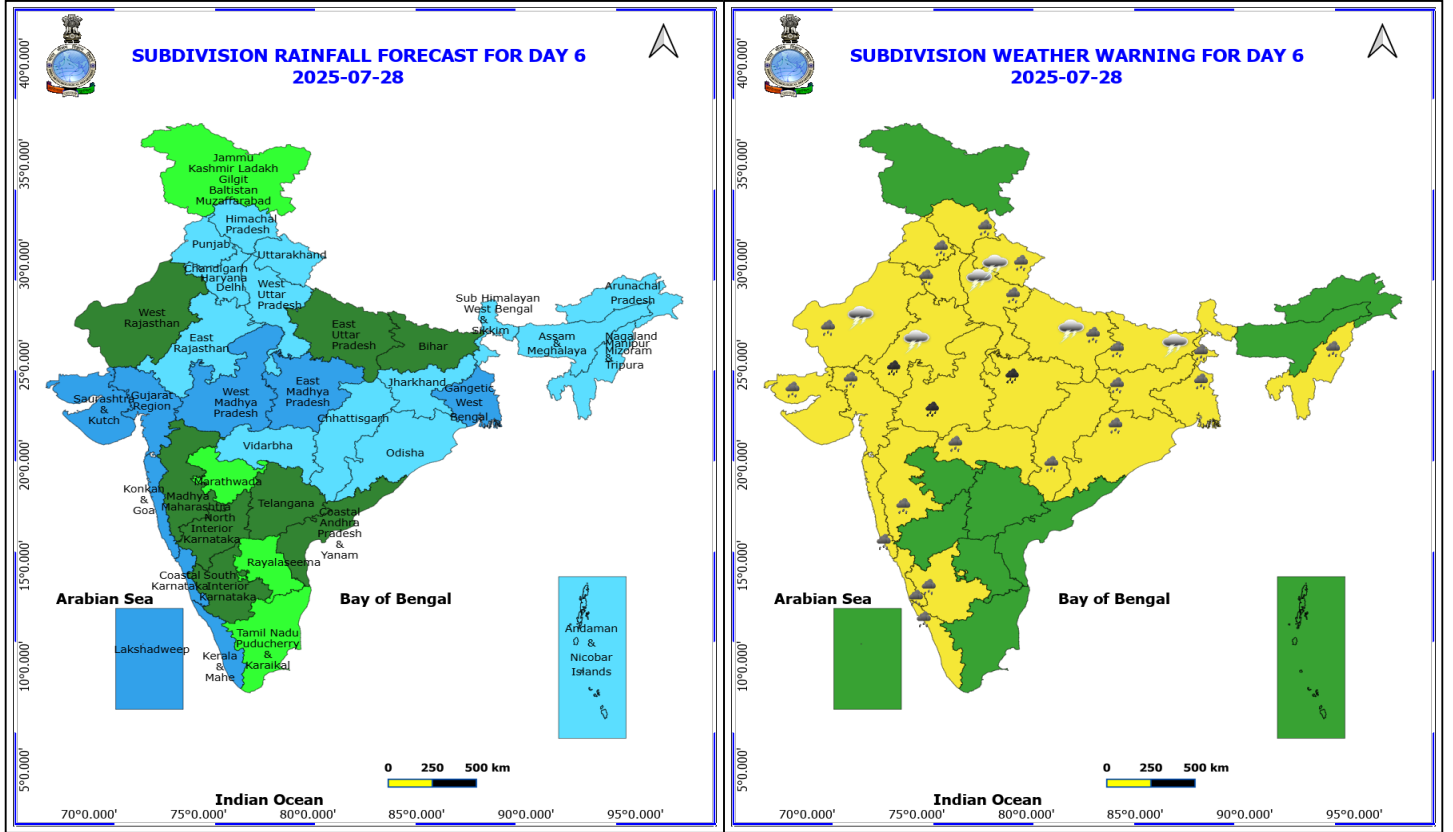 SUBDIVISION RAINFALL FORECAST FOR DAY 6
2025-07-28
40°0.000'
35°0.000'
30°0.000'
25°0.000'
20°0.000'
15°0.000'
10°0.000'
5°0.000'
Jammu
Kashmir Ladakh
Gilgit
Baltistan
Muzaffarabad
Himachal
Pradesh
Punjab
Uttarakhand
Chandigarh
Haryana
Delhi
West
Uttar
Pradesh
West
Rajasthan
East
Rajasthan
East
Uttar
Pradesh
Bihar
Sub Himalayan
West Bengal
&
Sikkim
Arunachal
Pradesh
Assam
&
Meghalaya
Nagaland
Manipur
Mizoram
&
Tripura
Saurashtra
&
Kutch
Gujarat
Region
West
Madhya
Pradesh
East
Madhya
Pradesh
Jharkhand
Gangetic
West
Bengal
Chhattisgarh
Vidarbha
Odisha
Konkan
&
Goa
Marathwada
Madhya
Maharashtra
Telangana
North
Interior
Karnataka
Coastal
Andhra
Pradesh
&
Yanam
Rayalaseema
Coastal
Karnataka
South
Interior
Karnataka
Tamil Nadu
Puducherry
&
Karaikal
Kerala
&
Mahe
Lakshadweep
Andaman
&
Nicobar
Islands
Arabian Sea
Bay of Bengal
Indian Ocean
0 250 500 km
70°0.000' 75°0.000' 80°0.000' 85°0.000' 90°0.000' 95°0.000'
SUBDIVISION WEATHER WARNING FOR DAY 6
2025-07-28
40°0.000'
35°0.000'
30°0.000'
25°0.000'
20°0.000'
15°0.000'
10°0.000'
5°0.000'
Arabian Sea
Bay of Bengal
Indian Ocean
0 250 500 km
70°0.000' 75°0.000' 80°0.000' 85°0.000' 90°0.000' 95°0.000'